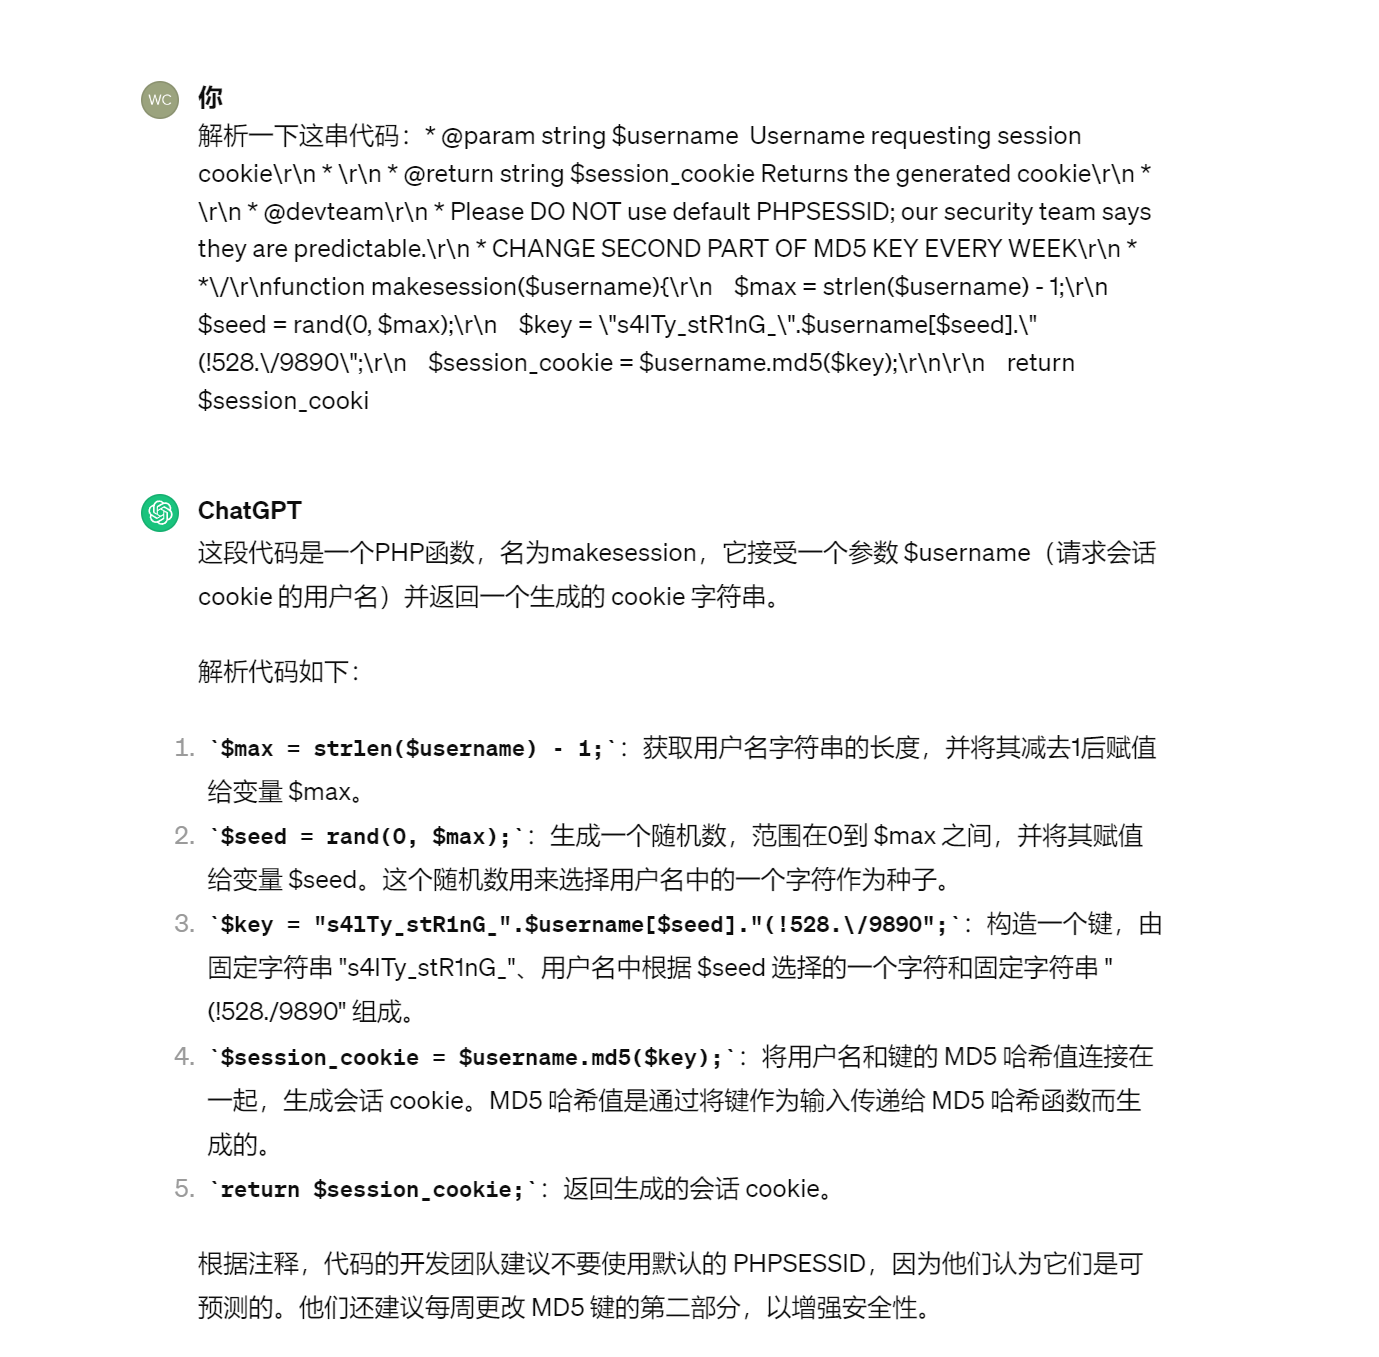 WC
你
解析一下这串代码：* @param string $username  Username requesting session
cookie\r\n * \r\n * @return string $session_cookie Returns the generated cookie\r\n *
\r\n * @devteam\r\n * Please DO NOT use default PHPSESSID; our security team says
they are predictable.\r\n * CHANGE SECOND PART OF MD5 KEY EVERY WEEK\r\n *
*\/\r\nfunction makesession($username){\r\n    $max = strlen($username) - 1;\r\n
$seed = rand(0, $max);\r\n    $key = \"s4lTy_stR1nG_\".$username[$seed].\"
(!528.\/9890\";\r\n    $session_cookie = $username.md5($key);\r\n\r\n    return
$session_cooki
ChatGPT
这段代码是一个PHP函数，名为makesession，它接受一个参数 $username（请求会话
cookie 的用户名）并返回一个生成的 cookie 字符串。
解析代码如下：
1. `$max = strlen($username) - 1;`：获取用户名字符串的长度，并将其减去1后赋值
给变量 $max。
2. `$seed = rand(0, $max);`：生成一个随机数，范围在0到 $max 之间，并将其赋值
给变量 $seed。这个随机数用来选择用户名中的一个字符作为种子。
3. `$key = "s4lTy_stR1nG_".$username[$seed]."(!528.\/9890";`：构造一个键，由
固定字符串 "s4lTy_stR1nG_"、用户名中根据 $seed 选择的一个字符和固定字符串 "
(!528./9890" 组成。
4. `$session_cookie = $username.md5($key);`：将用户名和键的 MD5 哈希值连接在
一起，生成会话 cookie。MD5 哈希值是通过将键作为输入传递给 MD5 哈希函数而生
成的。
5. `return $session_cookie;`：返回生成的会话 cookie。
根据注释，代码的开发团队建议不要使用默认的 PHPSESSID，因为他们认为它们是可
预测的。他们还建议每周更改 MD5 键的第二部分，以增强安全性。